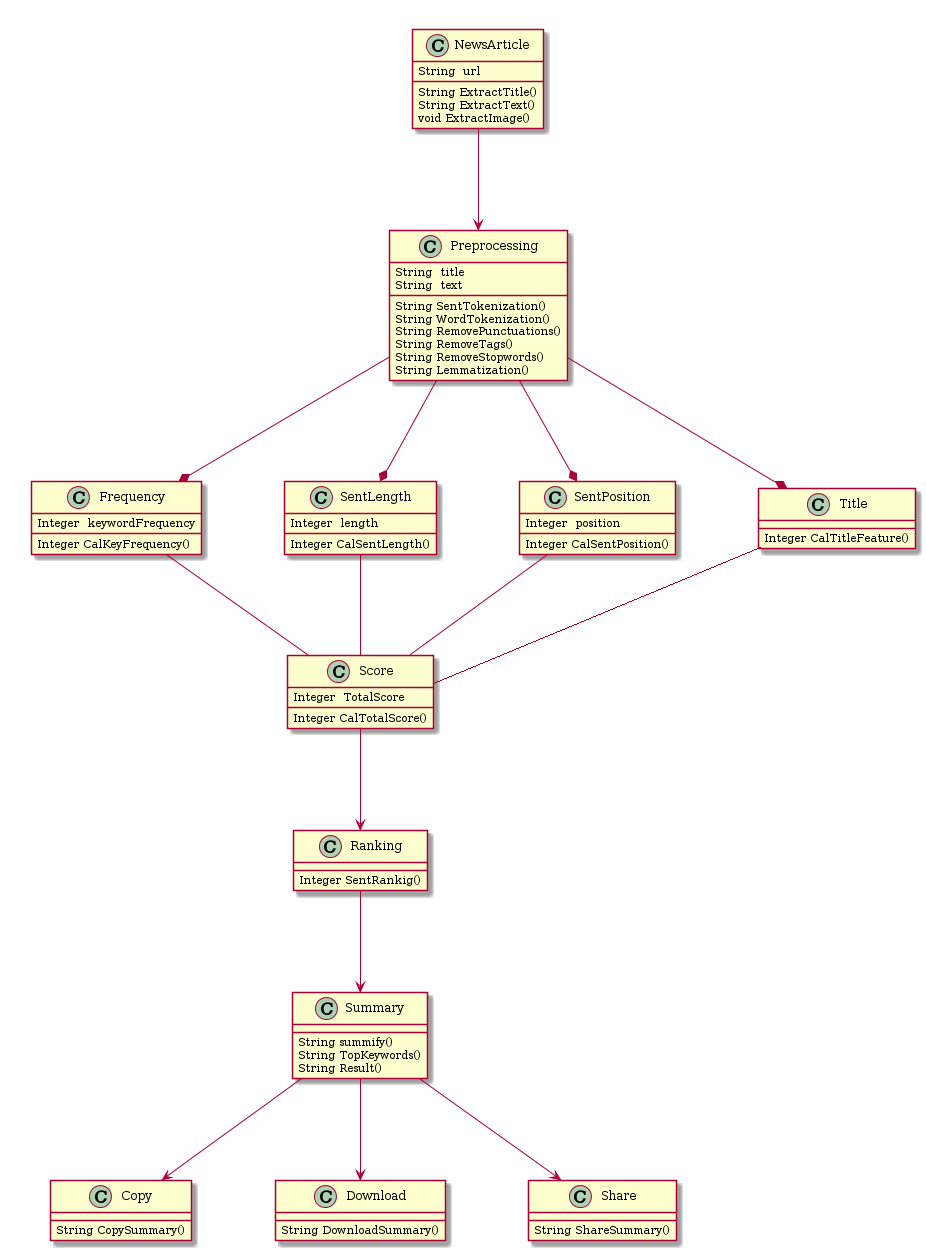 C NewsArticle
String url
String ExtractTitle()
String ExtractText()
void ExtractImage()
C Preprocessing
String title
String text
String SentTokenization()
String WordTokenization()
String RemovePunctuations()
String RemoveTags()
String RemoveStopwords()
String Lemmatization()
C Frequency
Integer keywordFrequency
Integer CalKeyFrequency()
C SentLength
Integer length
Integer CalSentLength()
C SentPosition
Integer position
Integer CalSentPosition()
C Title
Integer CalTitleFeature()
C Score
Integer TotalScore
Integer CalTotalScore()
C Ranking
Integer SentRankig()
C Summary
String summify()
String TopKeywords()
String Result()
C Copy
String CopySummary()
C Download
String DownloadSummary()
C Share
String ShareSummary()